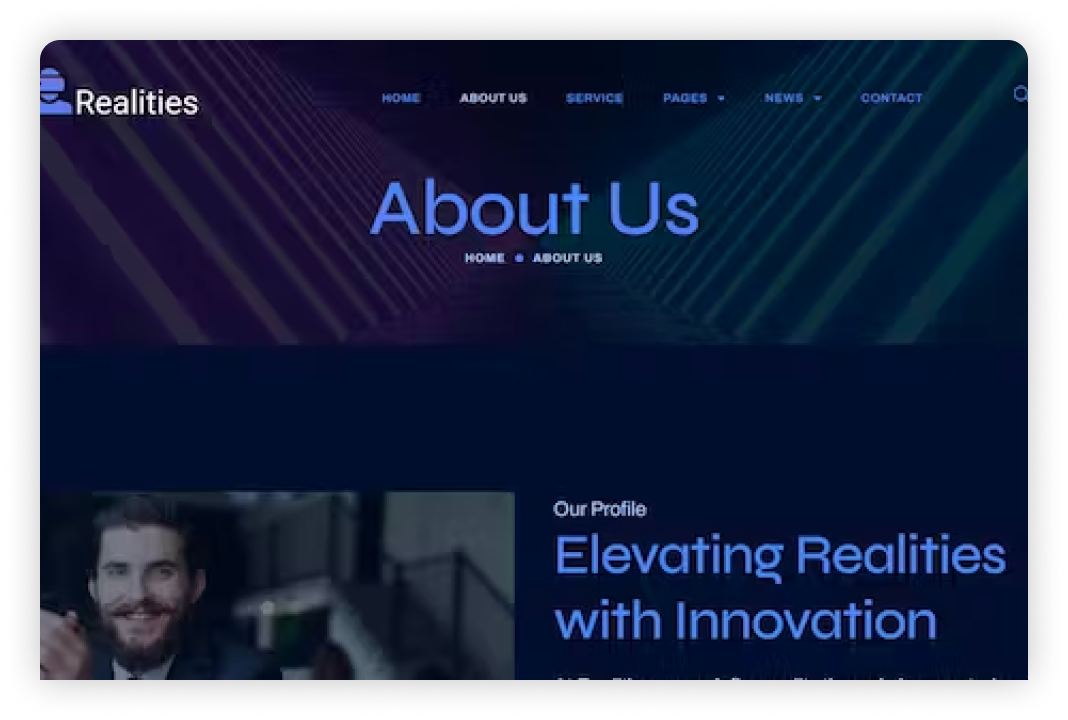 Realities
HOME ABOUT US SERVICE PAGES NEWS CONTACT
About Us
HOME ABOUT US
Our Profile
Elevating Realities
with Innovation